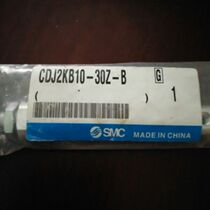 CDJ2KB10-30Z-B G
( ) 1
SMC
MADE IN CHINA